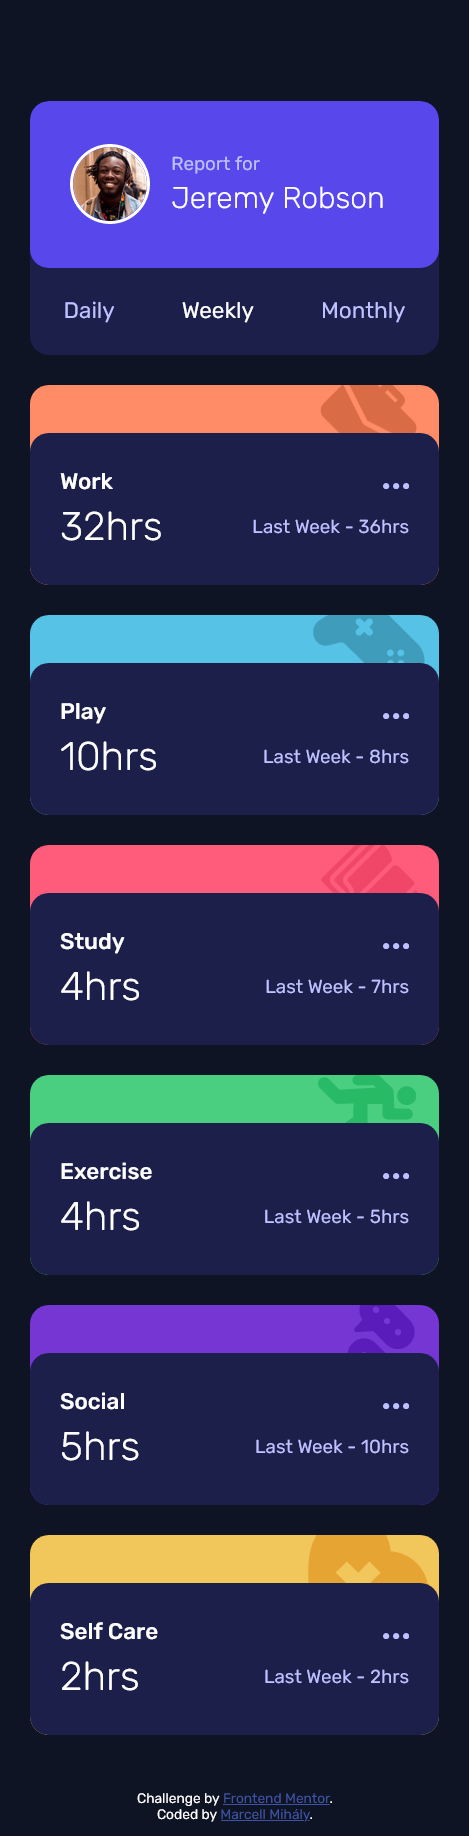 Report for
Jeremy Robson
Daily Weekly Monthly
Work
32hrs Last Week - 36hrs
Play
10hrs Last Week - 8hrs
Study
4hrs Last Week - 7hrs
Exercise
4hrs Last Week - 5hrs
Social
5hrs Last Week - 10hrs
Self Care
2hrs Last Week - 2hrs
Challenge by Frontend Mentor.
Coded by Marcell Mihály.